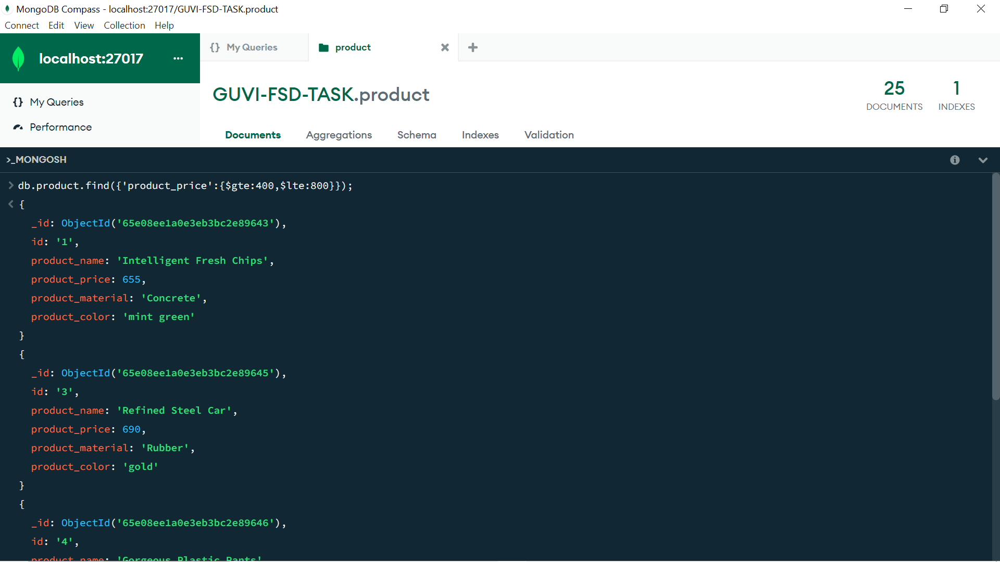 MongoDB Compass - localhost:27017/GUVI-FSD-TASK.product
Connect Edit View Collection Help
localhost:27017 ...
{} My Queries
product
{} My Queries
Performance
GUVI-FSD-TASK.product
25
DOCUMENTS
1
INDEXES
Documents Aggregations Schema Indexes Validation
>_MONGOSH
> db.product.find({'product_price':{$gte:400,$lte:800}});
< {
_id: ObjectId('65e08ee1a0e3eb3bc2e89643'),
id: '1',
product_name: 'Intelligent Fresh Chips',
product_price: 655,
product_material: 'Concrete',
product_color: 'mint green'
}
{
_id: ObjectId('65e08ee1a0e3eb3bc2e89645'),
id: '3',
product_name: 'Refined Steel Car',
product_price: 690,
product_material: 'Rubber',
product_color: 'gold'
}
{
_id: ObjectId('65e08ee1a0e3eb3bc2e89646'),
id: '4',
product_name: 'Gorgeous Plastic Pants'